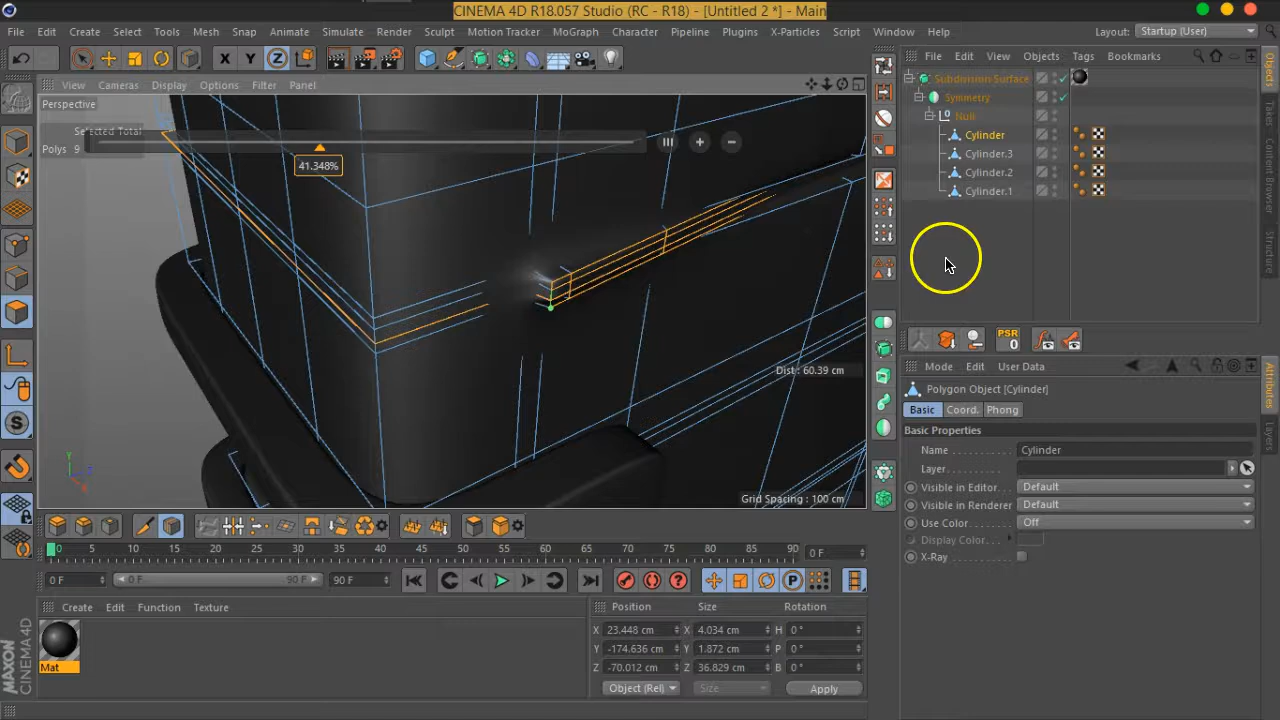 CINEMA 4D R18.057 Studio (RC - R18) - [Untitled 2 *] - Main
File Edit Create Select Tools Mesh Snap Animate Simulate Render Sculpt Motion Tracker MoGraph Character Pipeline Plugins X-Particles Script Window Help Layout: Startup (User)
X Y Z
File Edit View Objects Tags Bookmarks
View Cameras Display Options Filter Panel
Subdivision Surface
Perspective
Symmetry
Null
Selected Total
Cylinder
Polys 9
Cylinder.3
41.348%
Cylinder.2
Cylinder.1
Objects
Takes
Content Browser
Structure
PSR
0
Mode Edit User Data
Dist : 60.39 cm
Polygon Object [Cylinder]
Basic Coord. Phong
Basic Properties
Name Cylinder
Layer
Visible in Editor Default
Visible in Renderer Default
Use Color Off
Display Color
X-Ray
Attributes
Layers
Y
Z
X
Grid Spacing : 100 cm
0 5 10 15 20 25 30 35 40 45 50 55 60 65 70 75 80 85 90 0 F
0 F 0 F 90 F 90 F
P
Create Edit Function Texture
Position Size Rotation
X 23.448 cm X 4.034 cm H 0 °
Y -174.636 cm Y 1.872 cm P 0 °
Z -70.012 cm Z 36.829 cm B 0 °
Object (Rel) Size Apply
Mat
MAXON
CINEMA 4D